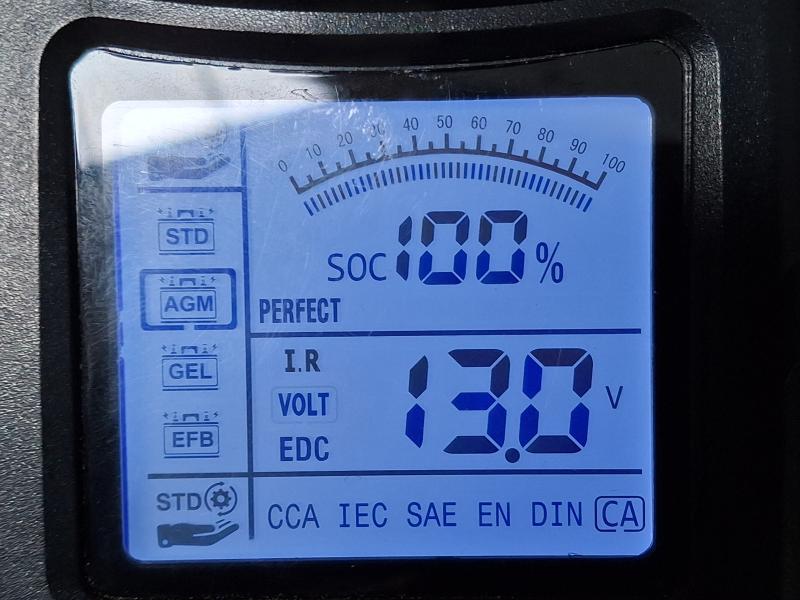 0 10 20 30 40 50 60 70 80 90 100
SOC 100 %
PERFECT
STD
AGM
GEL
EFB
I.R
VOLT
EDC
13.0 V
STD
CCA IEC SAE EN DIN CA